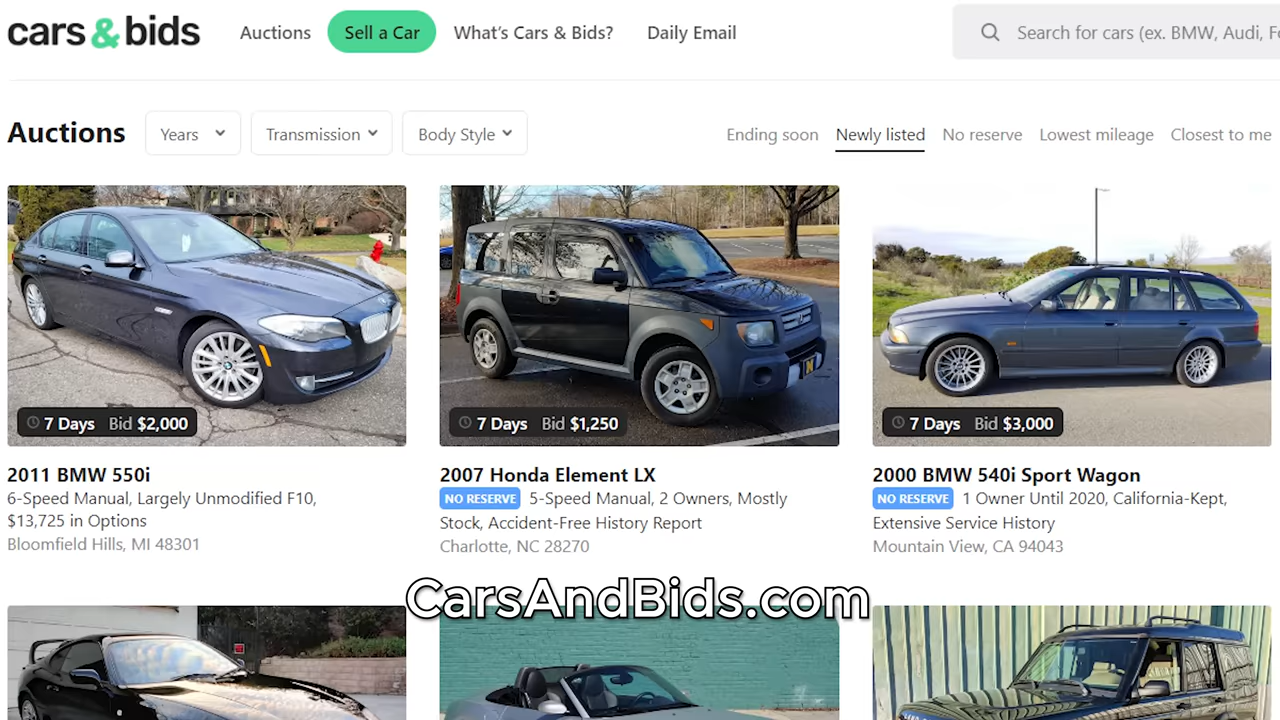 cars & bids
Auctions
Sell a Car
What's Cars & Bids?
Daily Email
Search for cars (ex. BMW, Audi, Fo
Auctions
Years
Transmission
Body Style
Ending soon
Newly listed
No reserve
Lowest mileage
Closest to me
7 Days Bid $2,000
7 Days Bid $1,250
7 Days Bid $3,000
2011 BMW 550i
6-Speed Manual, Largely Unmodified F10,
$13,725 in Options
Bloomfield Hills, MI 48301
2007 Honda Element LX
NO RESERVE 5-Speed Manual, 2 Owners, Mostly
Stock, Accident-Free History Report
Charlotte, NC 28270
2000 BMW 540i Sport Wagon
NO RESERVE 1 Owner Until 2020, California-Kept,
Extensive Service History
Mountain View, CA 94043
CarsAndBids.com